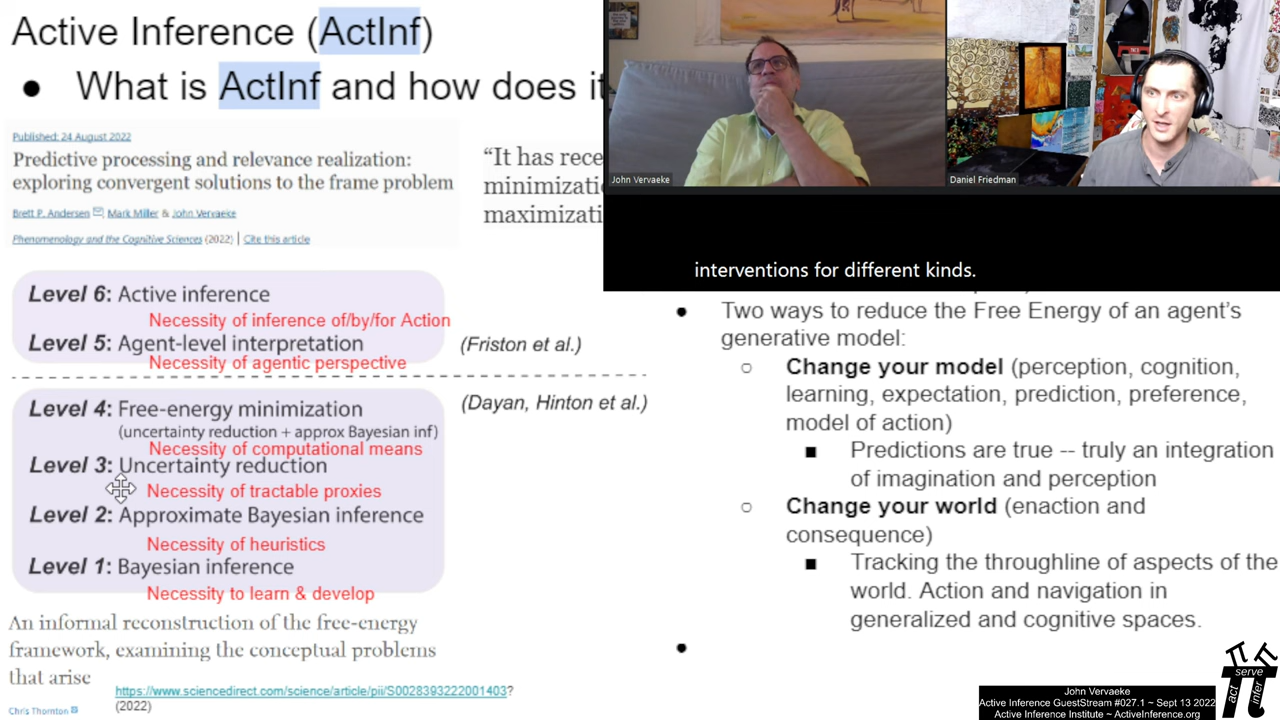 Active Inference (ActInf)
● What is ActInf and how does it
Published: 24 August 2022
Predictive processing and relevance realization:
exploring convergent solutions to the frame problem
Brett P. Andersen, Mark Miller & John Vervaeke
Phenomenology and the Cognitive Sciences (2022) | Cite this article
“It has rece
minimizati
maximizati
John Vervaeke
Daniel Friedman
interventions for different kinds.
Level 6: Active inference
Necessity of inference of/by/for Action
Level 5: Agent-level interpretation
Necessity of agentic perspective
(Friston et al.)
Level 4: Free-energy minimization
(uncertainty reduction + approx Bayesian inf)
Necessity of computational means
(Dayan, Hinton et al.)
Level 3: Uncertainty reduction
Necessity of tractable proxies
Level 2: Approximate Bayesian inference
Necessity of heuristics
Level 1: Bayesian inference
Necessity to learn & develop
An informal reconstruction of the free-energy
framework, examining the conceptual problems
that arise
Chris Thornton
https://www.sciencedirect.com/science/article/pii/S0028393222001403?
(2022)
● Two ways to reduce the Free Energy of an agent’s
generative model:
○ Change your model (perception, cognition,
learning, expectation, prediction, preference,
model of action)
■ Predictions are true -- truly an integration
of imagination and perception
○ Change your world (enaction and
consequence)
■ Tracking the throughline of aspects of the
world. Action and navigation in
generalized and cognitive spaces.
●
John Vervaeke
Active Inference GuestStream #027.1 ~ Sept 13 2022
Active Inference Institute ~ ActiveInference.org
serve
act
infer